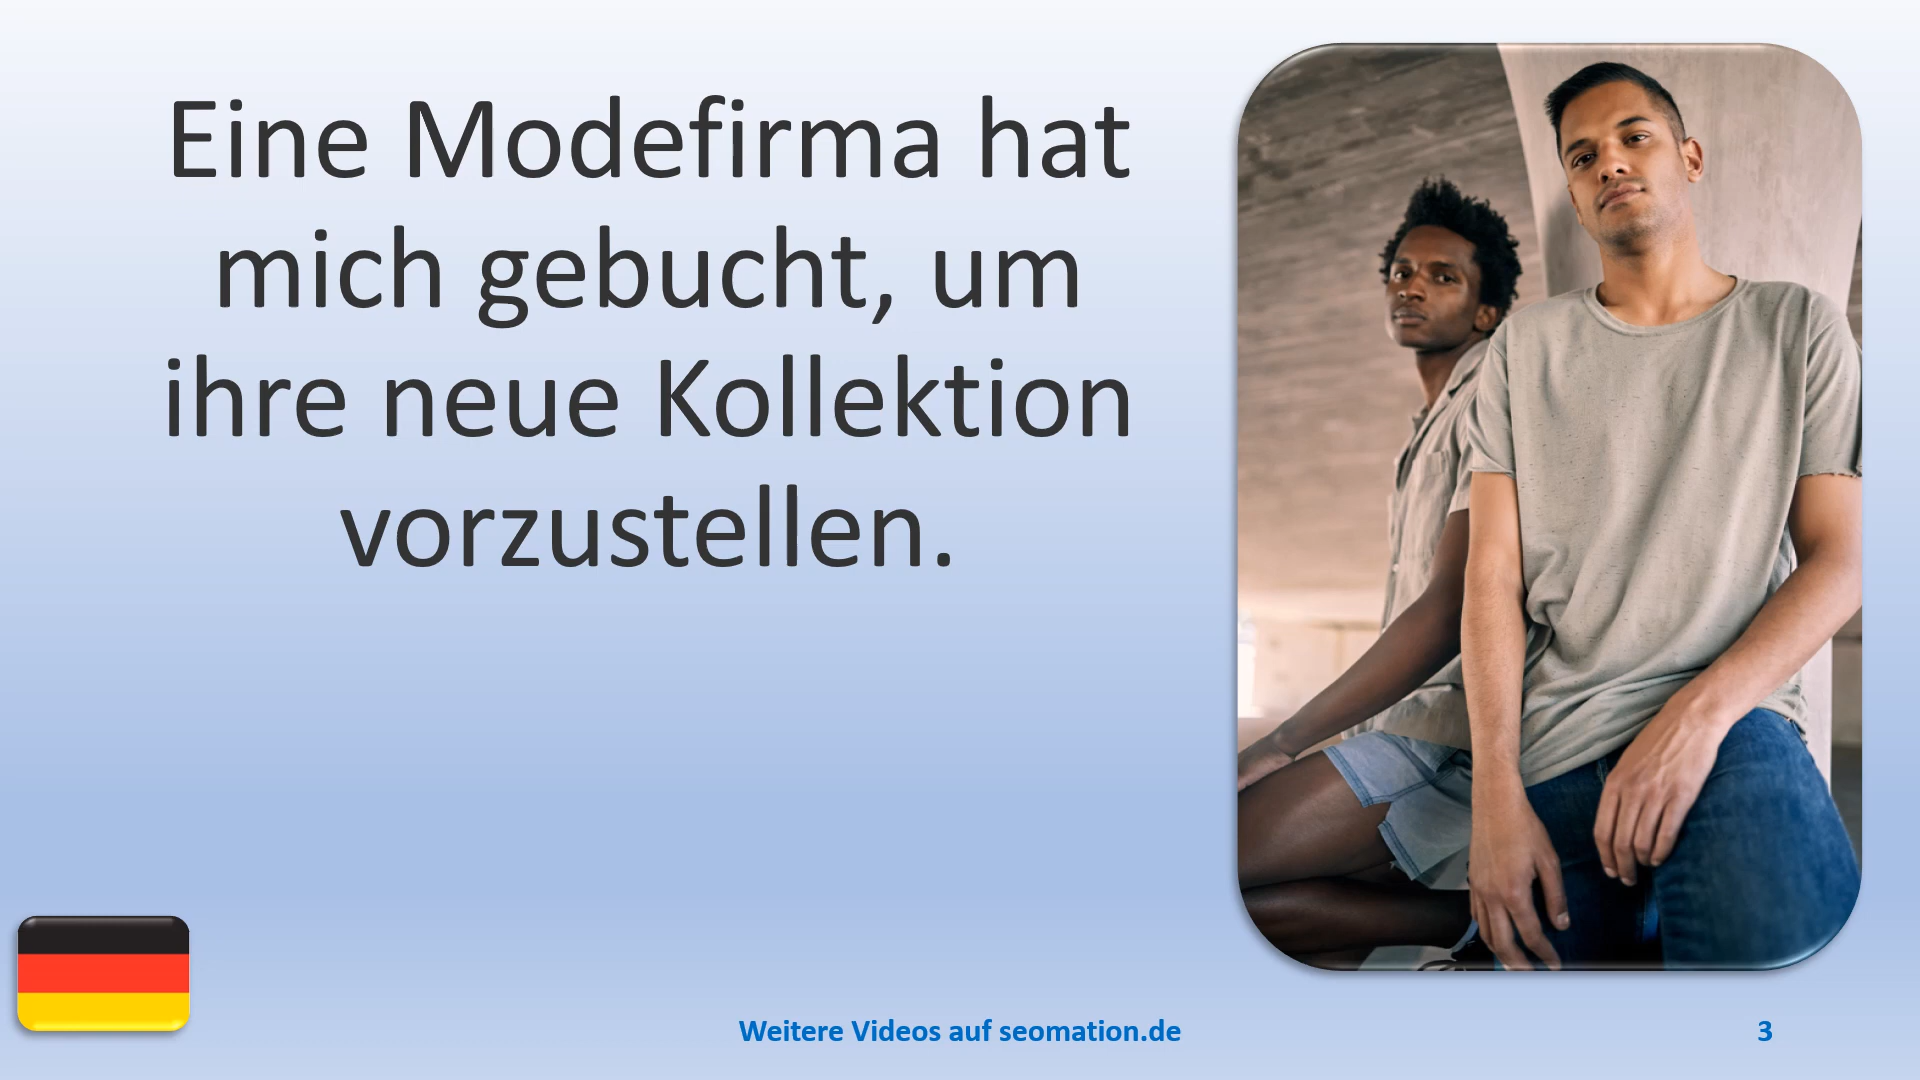 Eine Modefirma hat
mich gebucht, um
ihre neue Kollektion
vorzustellen.
Weitere Videos auf seomation.de
3